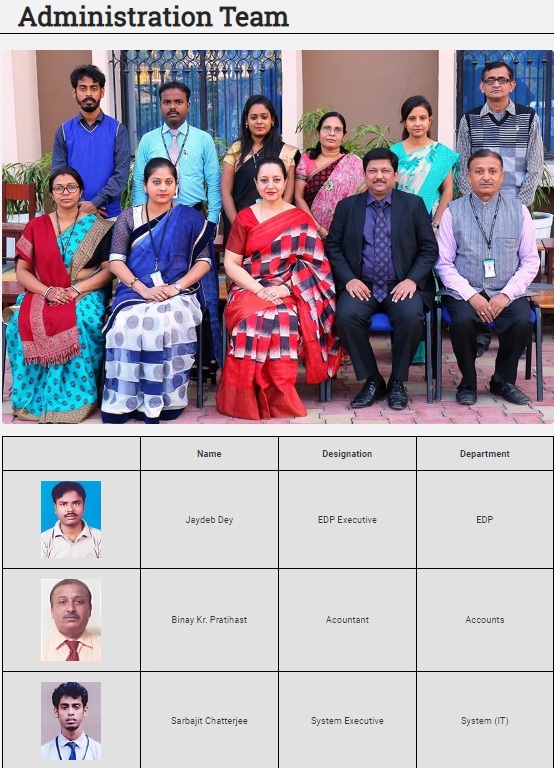 Administration Team
Name Designation Department
Jaydeb Dey EDP Executive EDP
Binay Kr. Pratihast Acountant Accounts
Sarbajit Chatterjee System Executive System (IT)